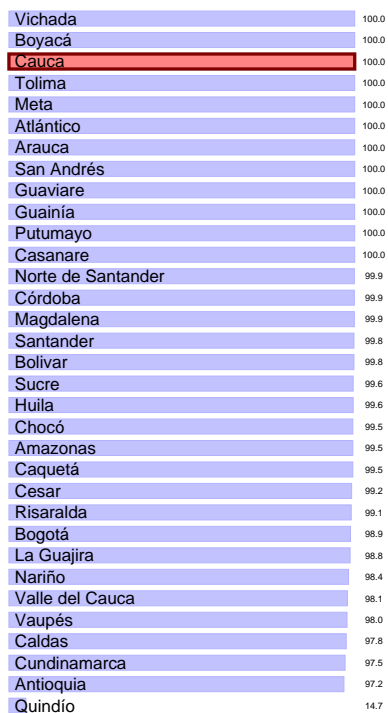 Vichada 100.0
Boyacá 100.0
Cauca 100.0
Tolima 100.0
Meta 100.0
Atlántico 100.0
Arauca 100.0
San Andrés 100.0
Guaviare 100.0
Guainía 100.0
Putumayo 100.0
Casanare 100.0
Norte de Santander 99.9
Córdoba 99.9
Magdalena 99.9
Santander 99.8
Bolivar 99.8
Sucre 99.6
Huila 99.6
Chocó 99.5
Amazonas 99.5
Caquetá 99.5
Cesar 99.2
Risaralda 99.1
Bogotá 98.9
La Guajira 98.8
Nariño 98.4
Valle del Cauca 98.1
Vaupés 98.0
Caldas 97.8
Cundinamarca 97.5
Antioquia 97.2
Quindío 14.7